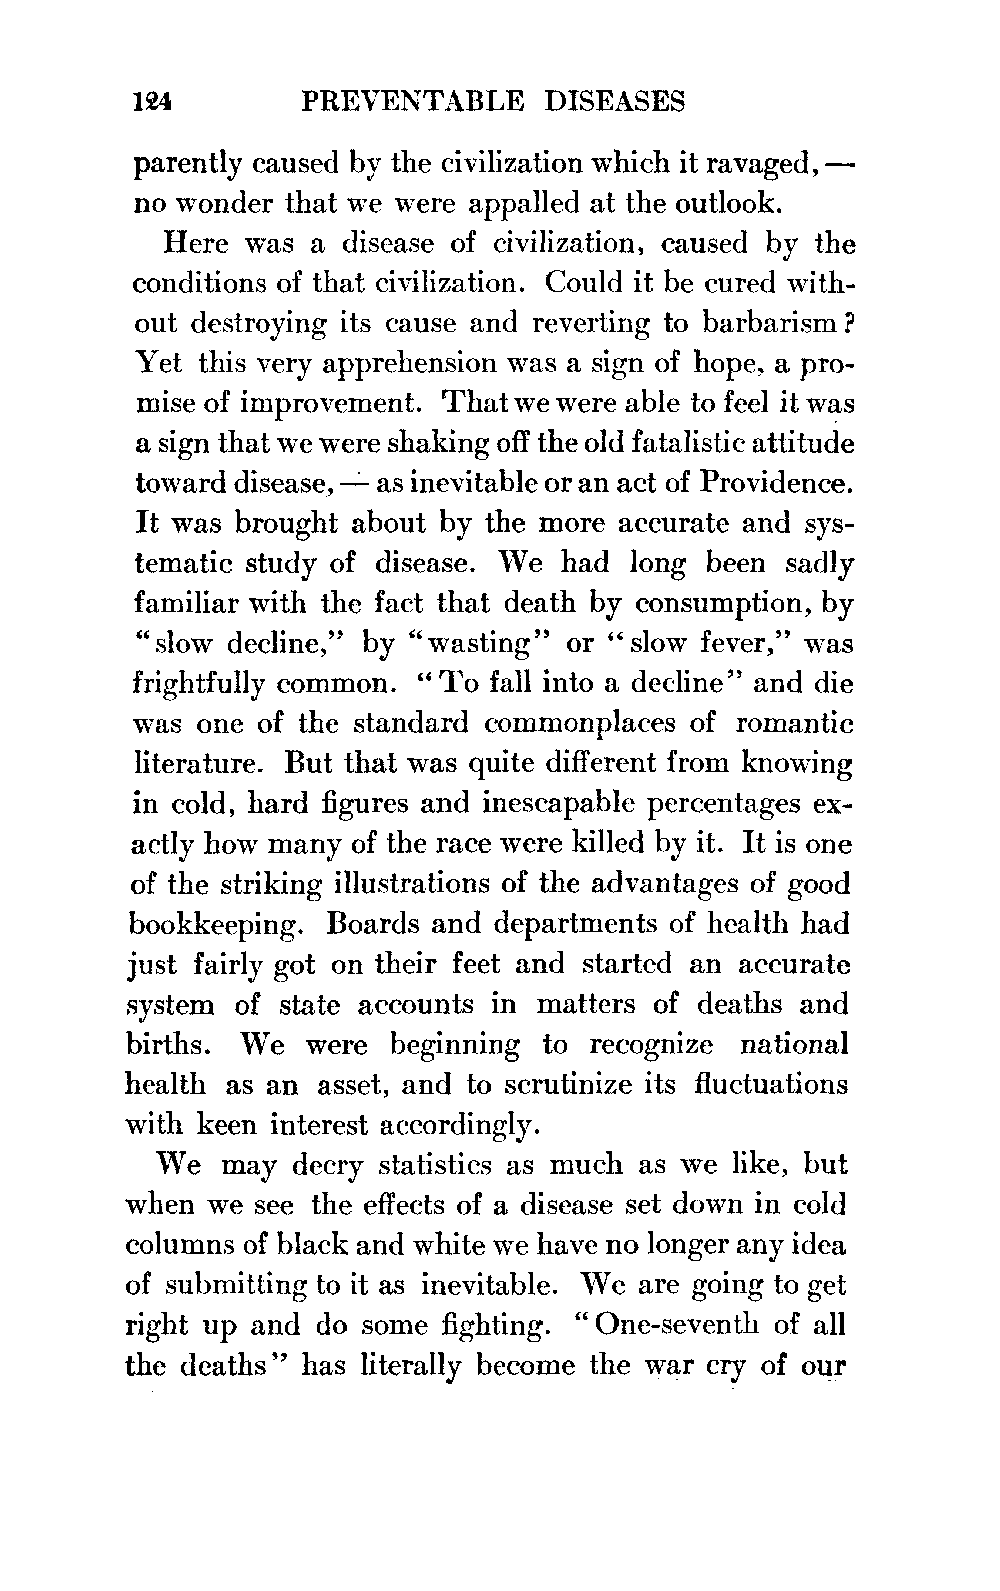 124 PREVENTABLE DISEASES
parently caused by the civilization which it ravaged, —
no wonder that we were appalled at the outlook.
Here was a disease of civilization, caused by the
conditions of that civilization. Could it be cured with-
out destroying its cause and reverting to barbarism?
Yet this very apprehension was a sign of hope, a pro-
mise of improvement. That we were able to feel it was
a sign that we were shaking off the old fatalistic attitude
toward disease, — as inevitable or an act of Providence.
It was brought about by the more accurate and sys-
tematic study of disease. We had long been sadly
familiar with the fact that death by consumption, by
“slow decline,” by “wasting” or “slow fever,” was
frightfully common. “To fall into a decline” and die
was one of the standard commonplaces of romantic
literature. But that was quite different from knowing
in cold, hard figures and inescapable percentages ex-
actly how many of the race were killed by it. It is one
of the striking illustrations of the advantages of good
bookkeeping. Boards and departments of health had
just fairly got on their feet and started an accurate
system of state accounts in matters of deaths and
births. We were beginning to recognize national
health as an asset, and to scrutinize its fluctuations
with keen interest accordingly.
We may decry statistics as much as we like, but
when we see the effects of a disease set down in cold
columns of black and white we have no longer any idea
of submitting to it as inevitable. We are going to get
right up and do some fighting. “One-seventh of all
the deaths” has literally become the war cry of our